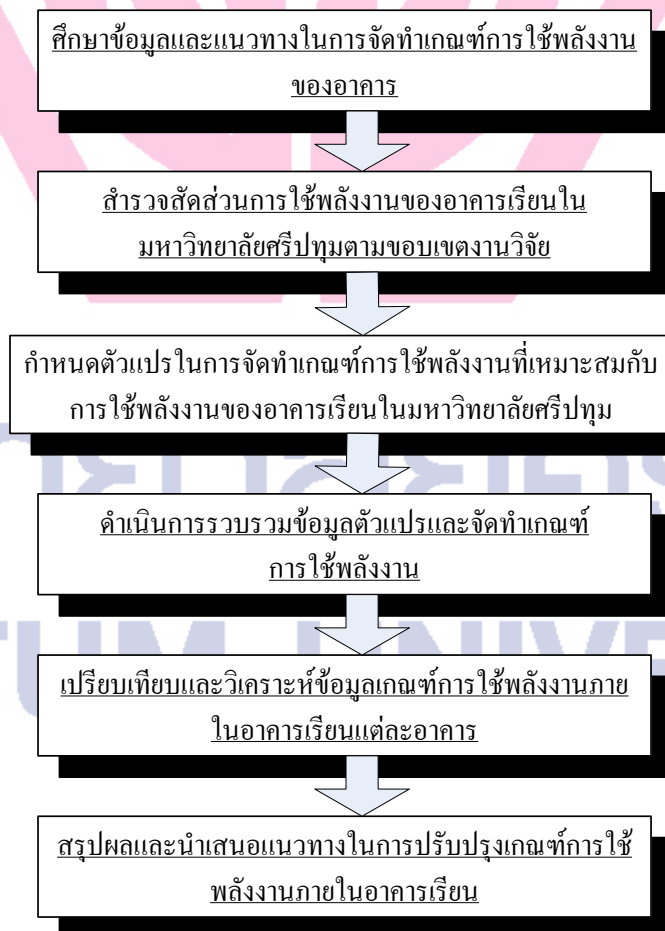 ศึกษาข้อมูลและแนวทางในการจัดทำเกณฑ์การใช้พลังงาน
ของอาคาร
สำรวจสัดส่วนการใช้พลังงานของอาคารเรียนใน
มหาวิทยาลัยศรีปทุมตามขอบเขตงานวิจัย
กำหนดตัวแปรในการจัดทำเกณฑ์การใช้พลังงานที่เหมาะสมกับ
การใช้พลังงานของอาคารเรียนในมหาวิทยาลัยศรีปทุม
ดำเนินการรวบรวมข้อมูลตัวแปรและจัดทำเกณฑ์
การใช้พลังงาน
เปรียบเทียบและวิเคราะห์ข้อมูลเกณฑ์การใช้พลังงานภาย
ในอาคารเรียนแต่ละอาคาร
สรุปผลและนำเสนอแนวทางในการปรับปรุงเกณฑ์การใช้
พลังงานภายในอาคารเรียน